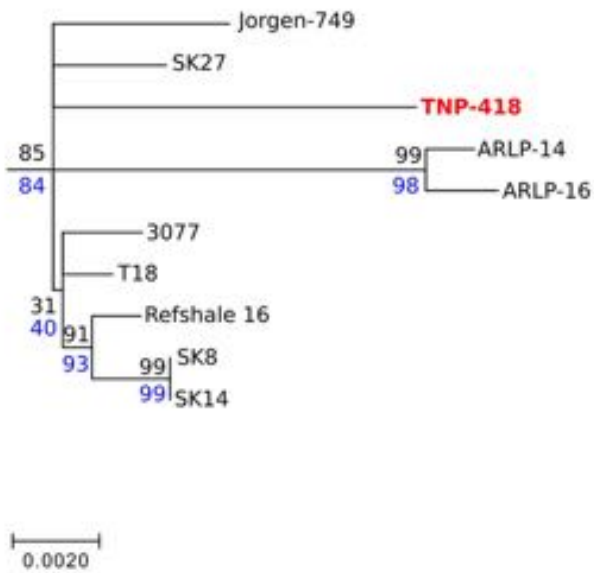 Jorgen-749
SK27
TNP-418
85
84
99
98
ARLP-14
ARLP-16
3077
T18
31
40
91
93
Refshale 16
99
99
SK8
SK14
0.0020